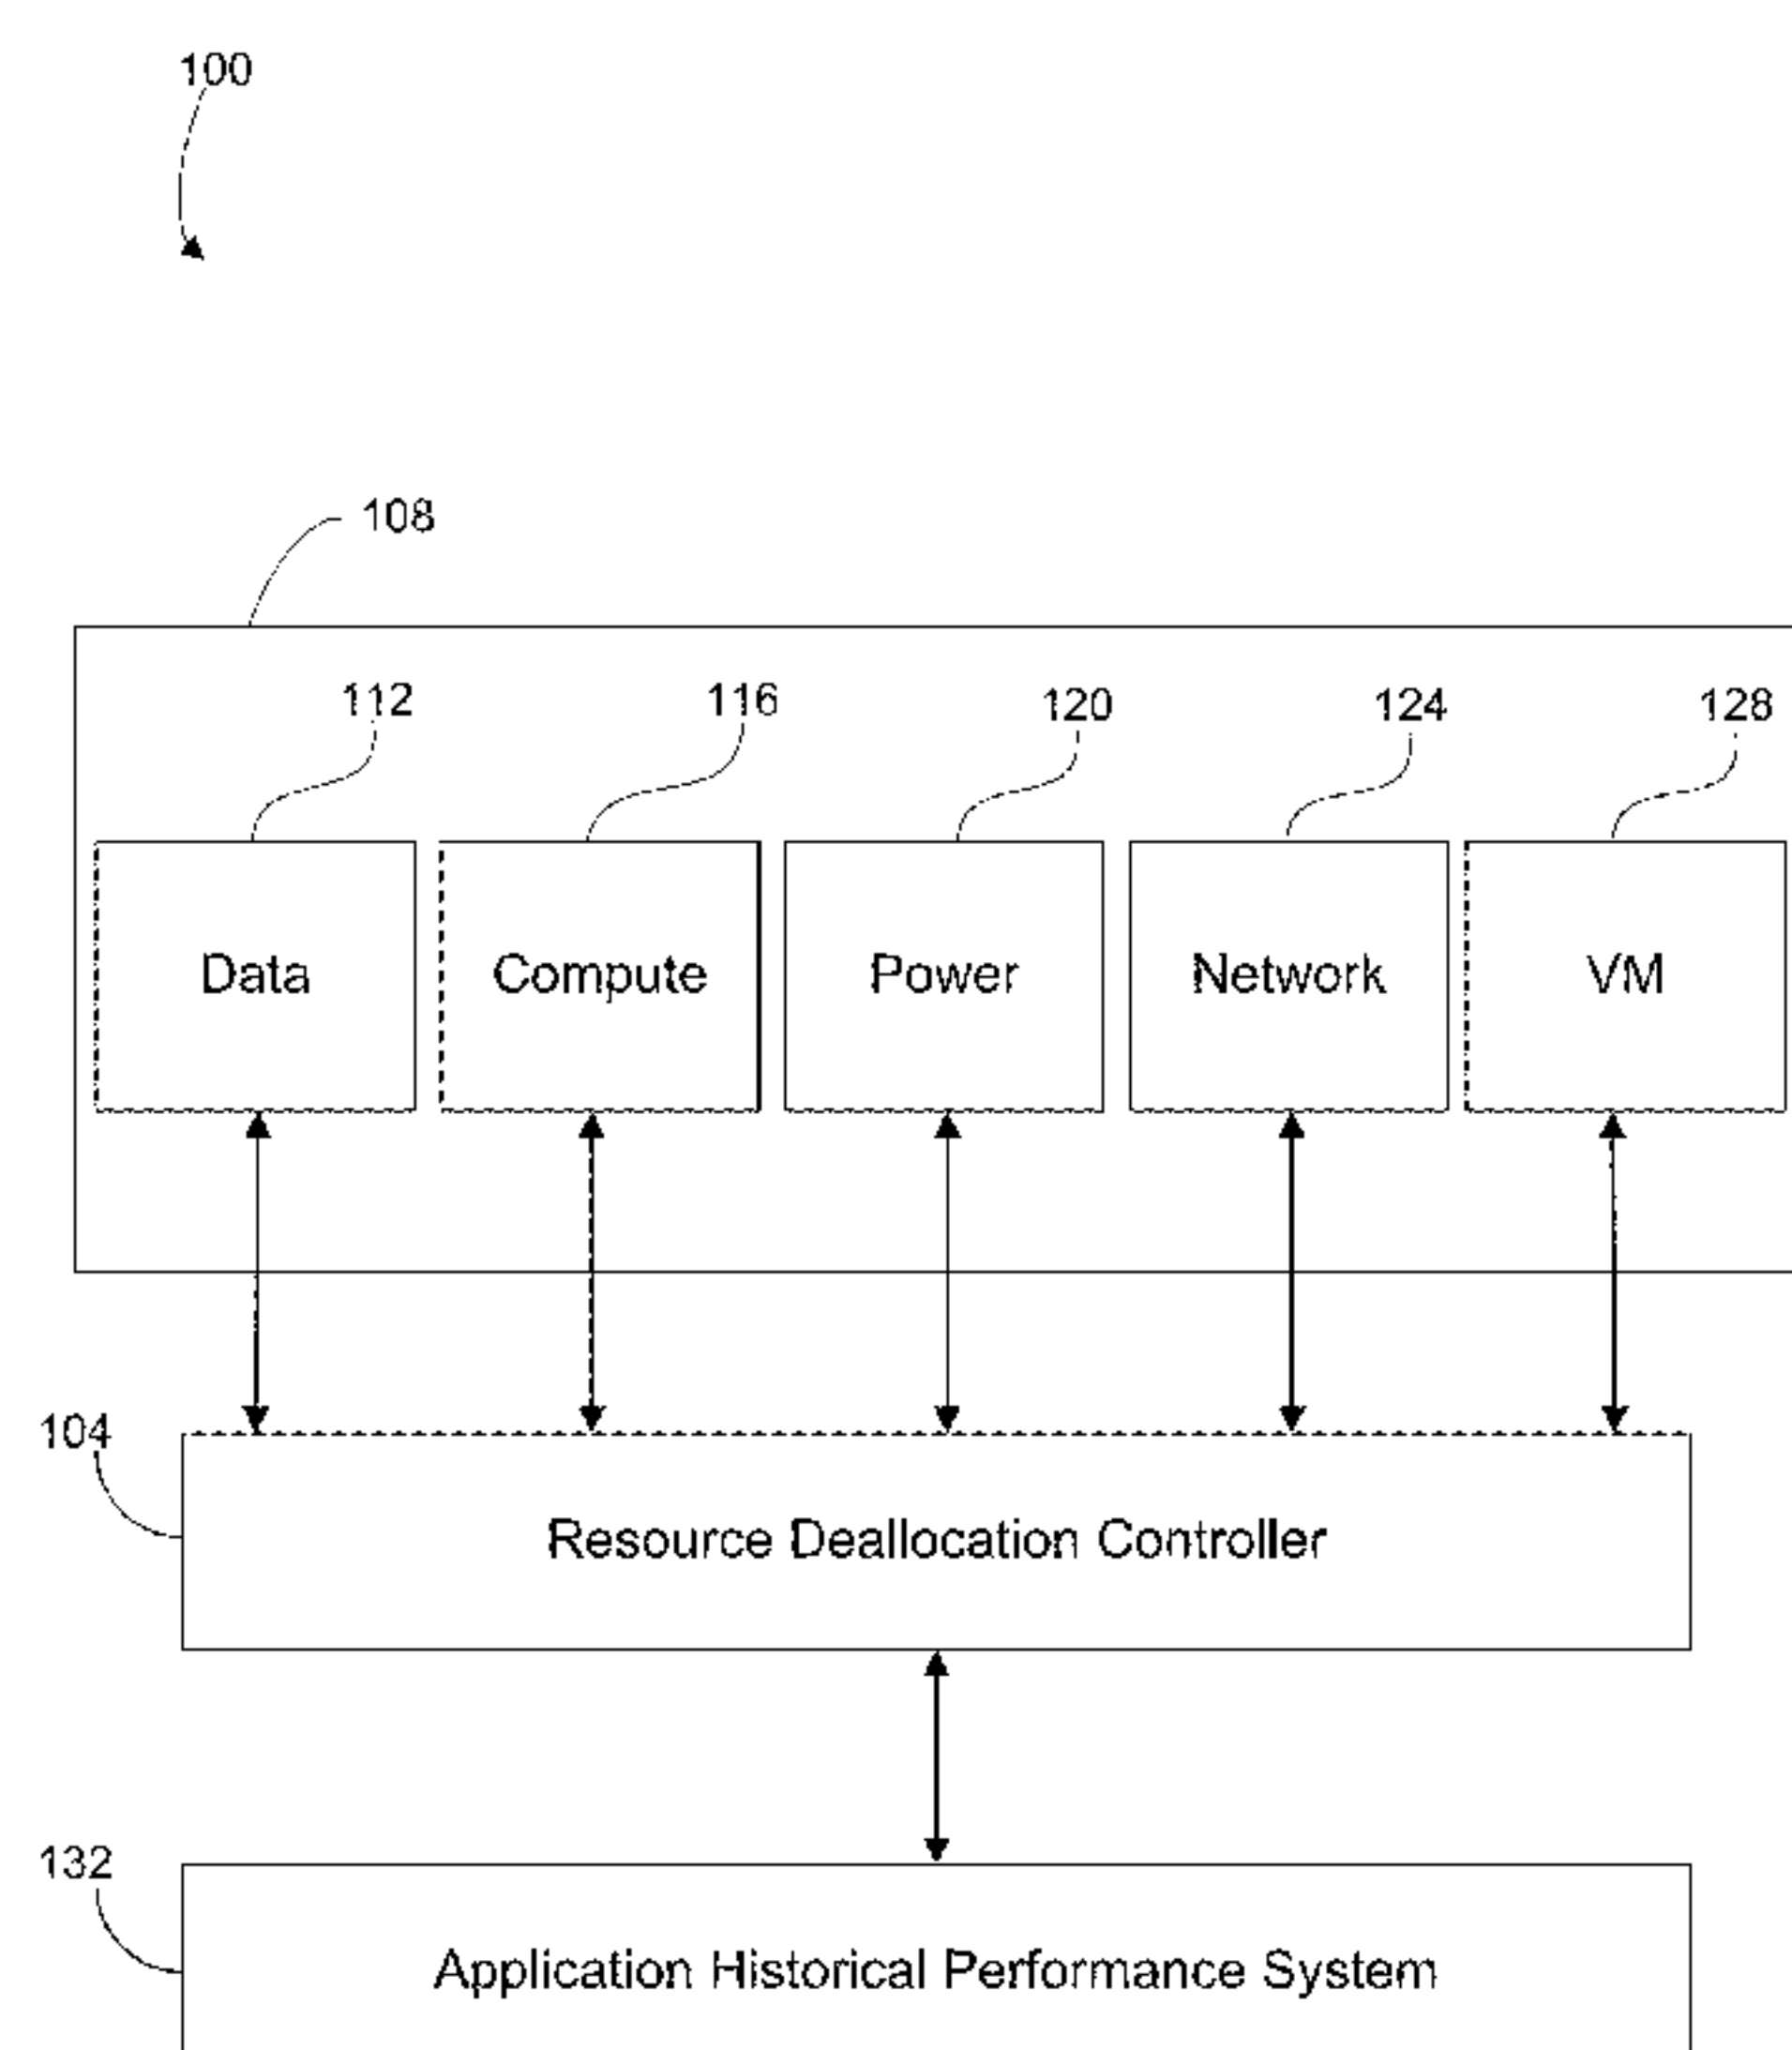 100
108
112 116 120 124 128
Data Compute Power Network VM
104
Resource Deallocation Controller
132
Application Historical Performance System